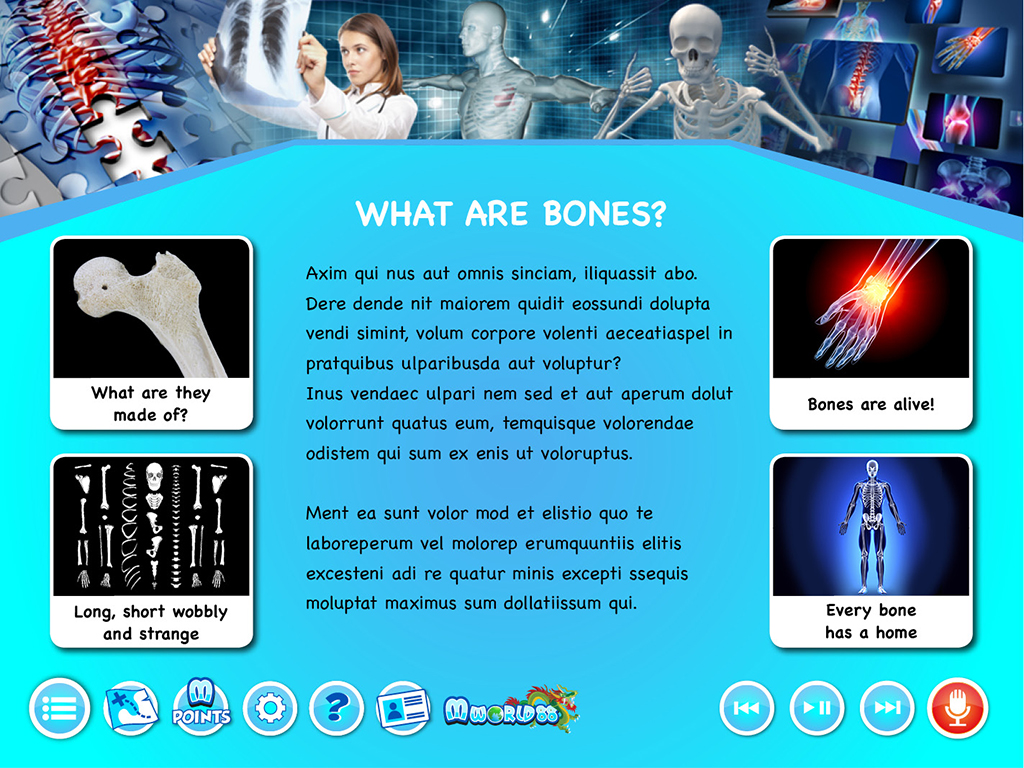 WHAT ARE BONES?
Axim qui nus aut omnis sinciam, iliquassit abo.
Dere dende nit maiorem quidit eossundi dolupta
vendi simint, volum corpore volenti aeceatiaspel in
pratquibus ulparibusda aut voluptur?
Inus vendaec ulpari nem sed et aut aperum dolut
volorrunt quatus eum, temquisque volorendae
odistem qui sum ex enis ut voloruptus.
Ment ea sunt volor mod et elistio quo te
laboreperum vel molorep erumquuntiis elitis
excesteni adi re quatur minis excepti ssequis
moluptat maximus sum dollatiissum qui.
What are they
made of?
Long, short wobbly
and strange
Bones are alive!
Every bone
has a home
M
POINTS
?
MWORLD88